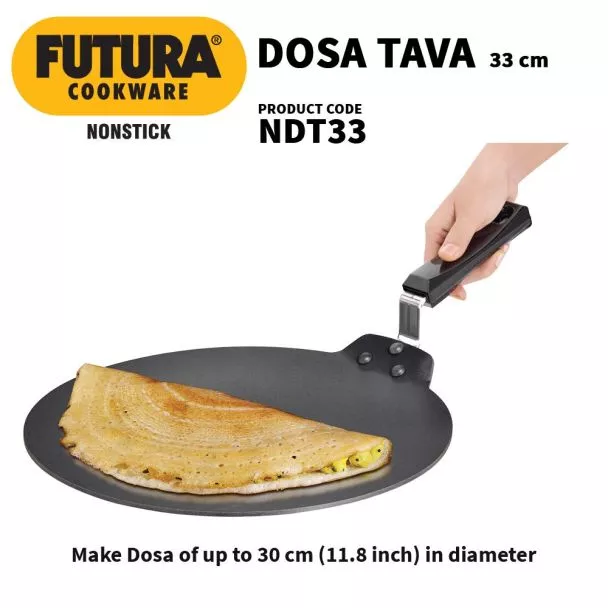 FUTURA®
COOKWARE
NONSTICK
DOSA TAVA 33 cm
PRODUCT CODE
NDT33
Make Dosa of up to 30 cm (11.8 inch) in diameter